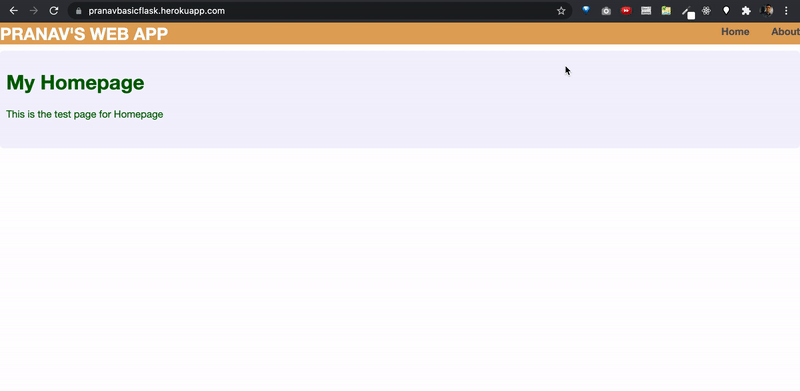 pranavbasicflask.herokuapp.com
PRANAV'S WEB APP
Home
About
My Homepage
This is the test page for Homepage